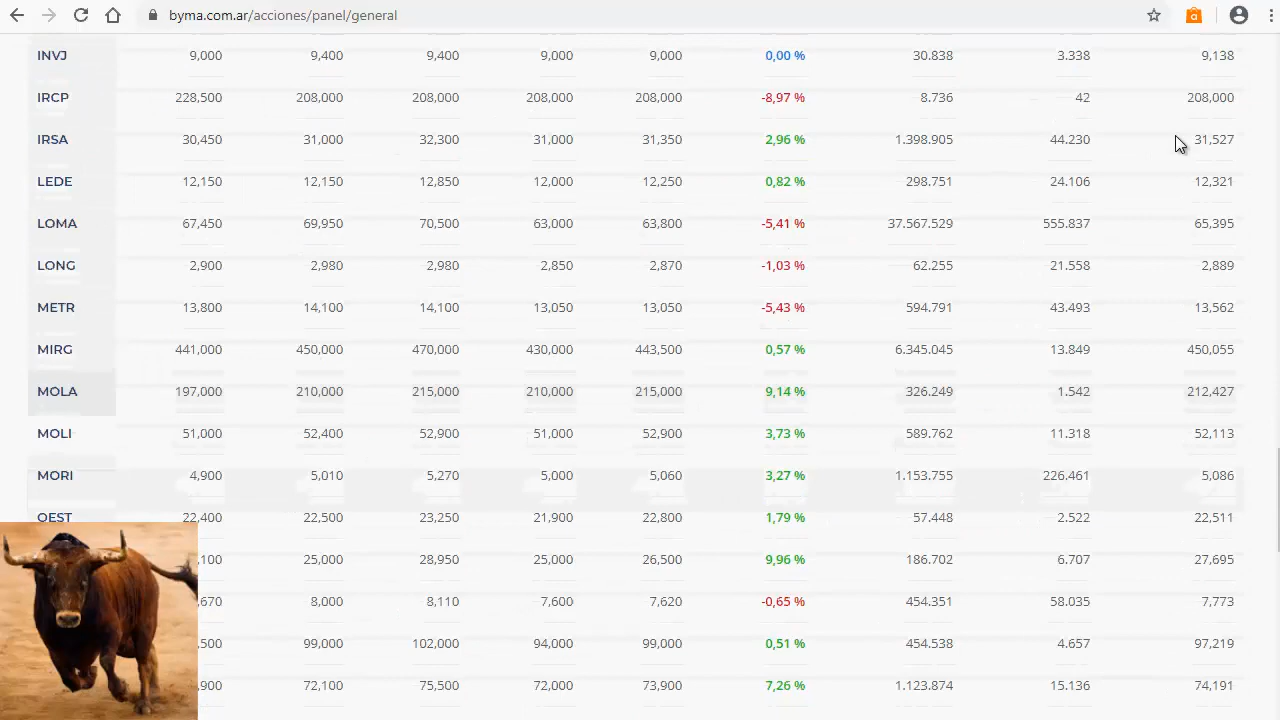 byma.com.ar/acciones/panel/general
INVJ 9,000 9,400 9,400 9,000 9,000 0,00 % 30.838 3.338 9,138
IRCP 228,500 208,000 208,000 208,000 208,000 -8,97 % 8.736 42 208,000
IRSA 30,450 31,000 32,300 31,000 31,350 2,96 % 1.398.905 44.230 31,527
LEDE 12,150 12,150 12,850 12,000 12,250 0,82 % 298.751 24.106 12,321
LOMA 67,450 69,950 70,500 63,000 63,800 -5,41 % 37.567.529 555.837 65,395
LONG 2,900 2,980 2,980 2,850 2,870 -1,03 % 62.255 21.558 2,889
METR 13,800 14,100 14,100 13,050 13,050 -5,43 % 594.791 43.493 13,562
MIRG 441,000 450,000 470,000 430,000 443,500 0,57 % 6.345.045 13.849 450,055
MOLA 197,000 210,000 215,000 210,000 215,000 9,14 % 326.249 1.542 212,427
MOLI 51,000 52,400 52,900 51,000 52,900 3,73 % 589.762 11.318 52,113
MORI 4,900 5,010 5,270 5,000 5,060 3,27 % 1.153.755 226.461 5,086
OEST 22,400 22,500 23,250 21,900 22,800 1,79 % 57.448 2.522 22,511
,100 25,000 28,950 25,000 26,500 9,96 % 186.702 6.707 27,695
,670 8,000 8,110 7,600 7,620 -0,65 % 454.351 58.035 7,773
,500 99,000 102,000 94,000 99,000 0,51 % 454.538 4.657 97,219
,900 72,100 75,500 72,000 73,900 7,26 % 1.123.874 15.136 74,191